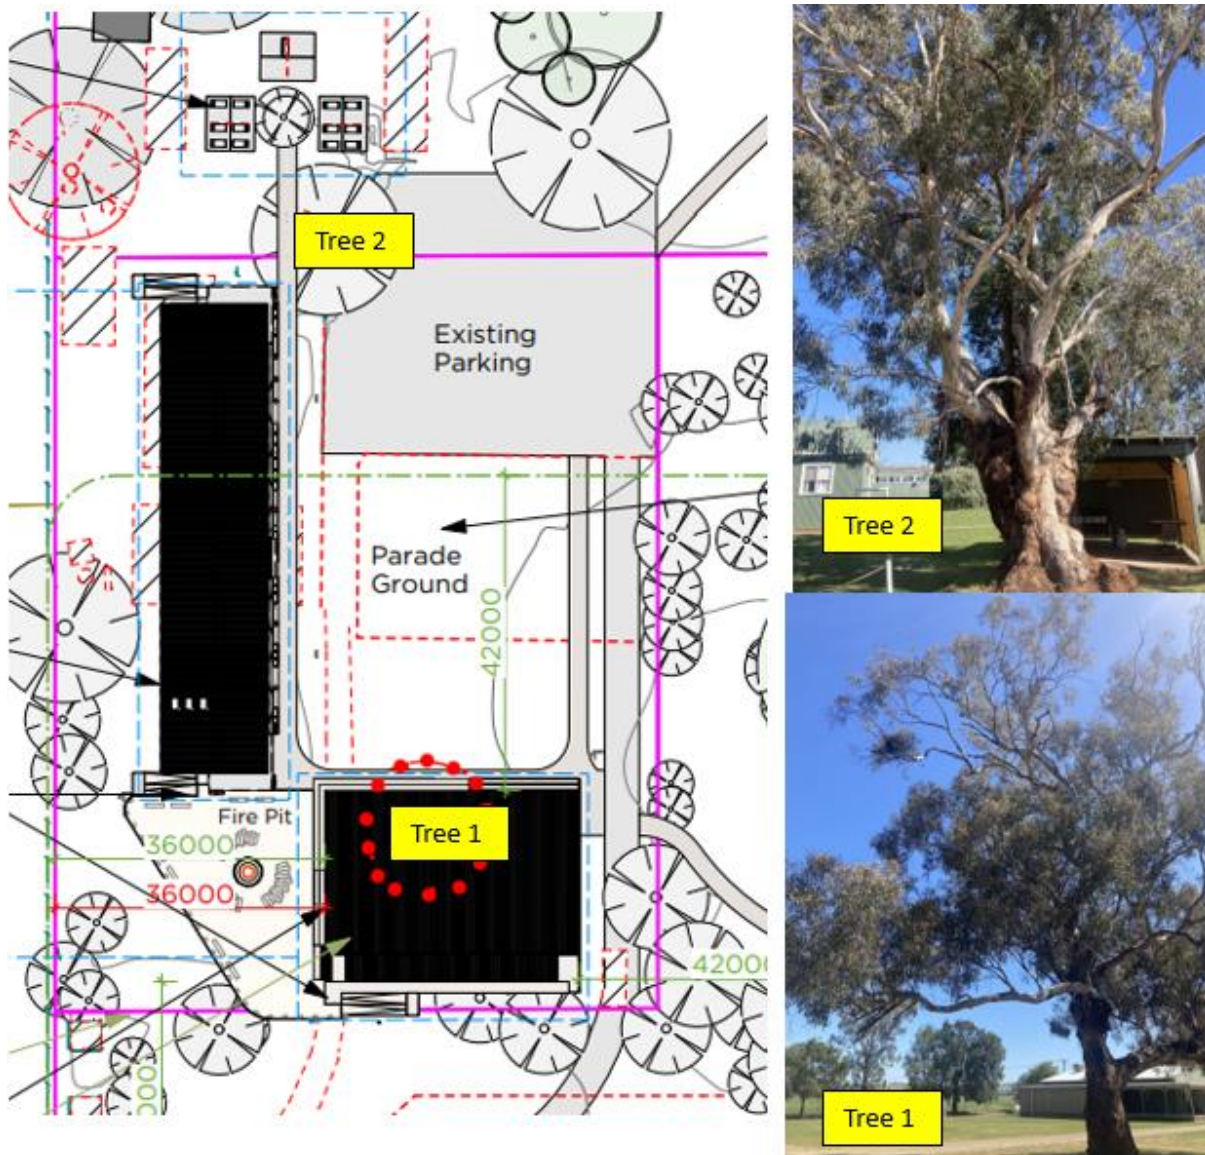 Tree 2
Existing
Parking
Parade
Ground
42000
Fire Pit
Tree 1
36000
36000
42000
Tree 2
Tree 1